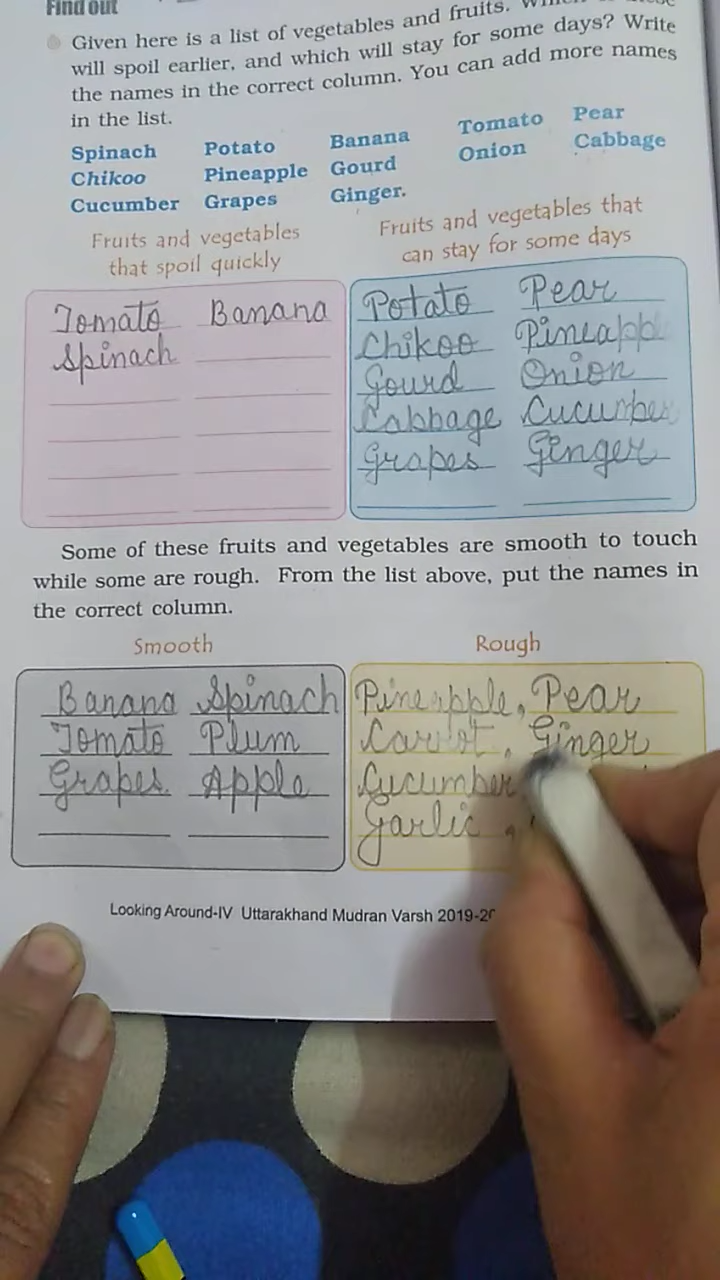 Find out
Given here is a list of vegetables and fruits.
will spoil earlier, and which will stay for some days? Write
the names in the correct column. You can add more names
in the list.
Spinach Potato Banana Tomato Pear
Chikoo Pineapple Gourd Onion Cabbage
Cucumber Grapes Ginger.
Fruits and vegetables
that spoil quickly
Fruits and vegetables that
can stay for some days
Tomato Banana
Spinach
Potato Pear
Chikoo Pineapp
Gourd Onion
Cabbage Cucumber
Grapes Ginger
Some of these fruits and vegetables are smooth to touch
while some are rough. From the list above, put the names in
the correct column.
Smooth
Banana Spinach
Tomato Plum
Grapes Apple
Rough
Pineapple, Pear
Carrot, Ginger
Cucumber
Garlic,
Looking Around-IV Uttarakhand Mudran Varsh 2019-20